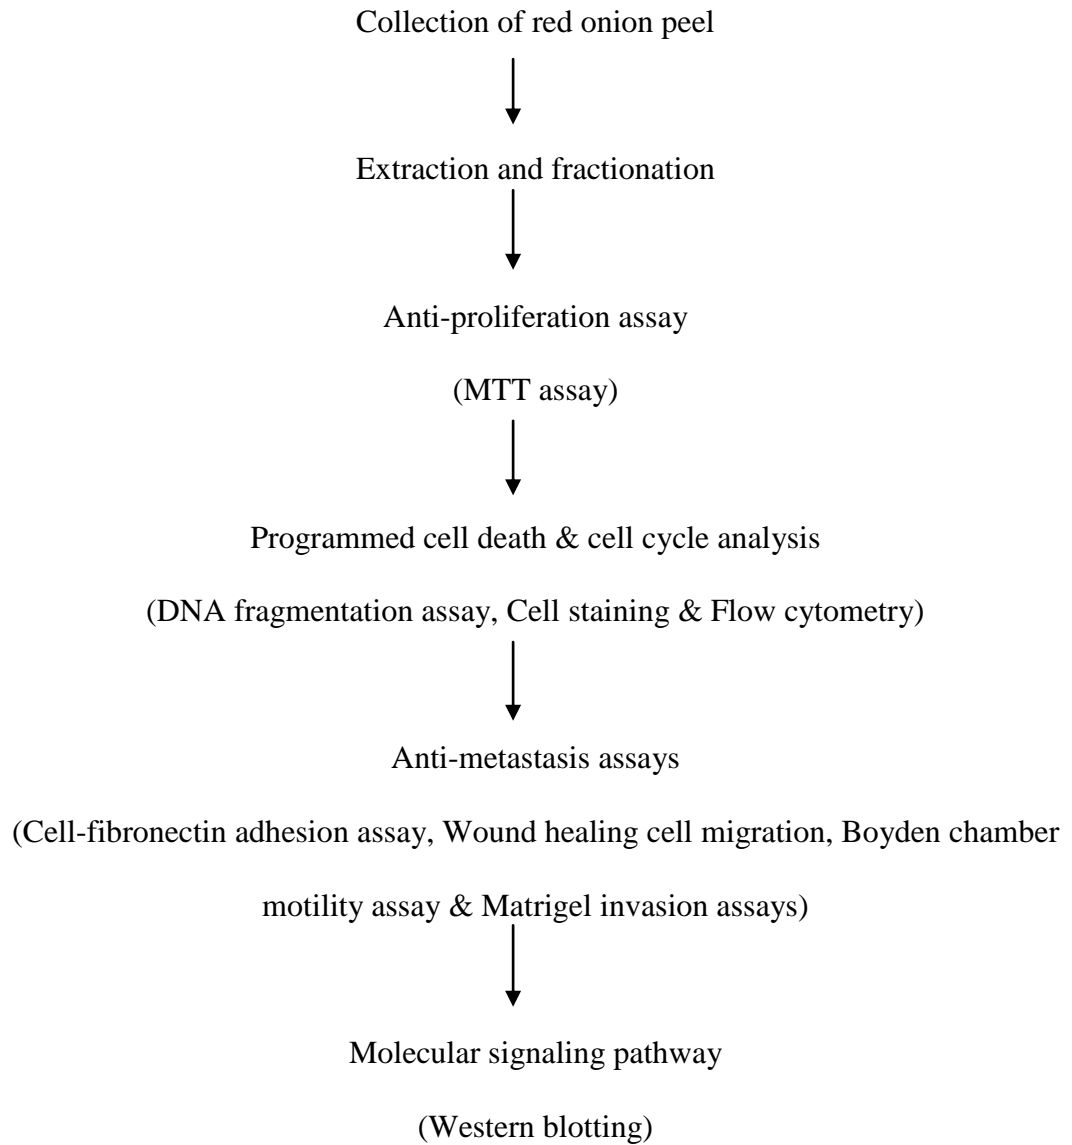 Collection of red onion peel
Extraction and fractionation
Anti-proliferation assay
(MTT assay)
Programmed cell death & cell cycle analysis
(DNA fragmentation assay, Cell staining & Flow cytometry)
Anti-metastasis assays
(Cell-fibronectin adhesion assay, Wound healing cell migration, Boyden chamber
motility assay & Matrigel invasion assays)
Molecular signaling pathway
(Western blotting)